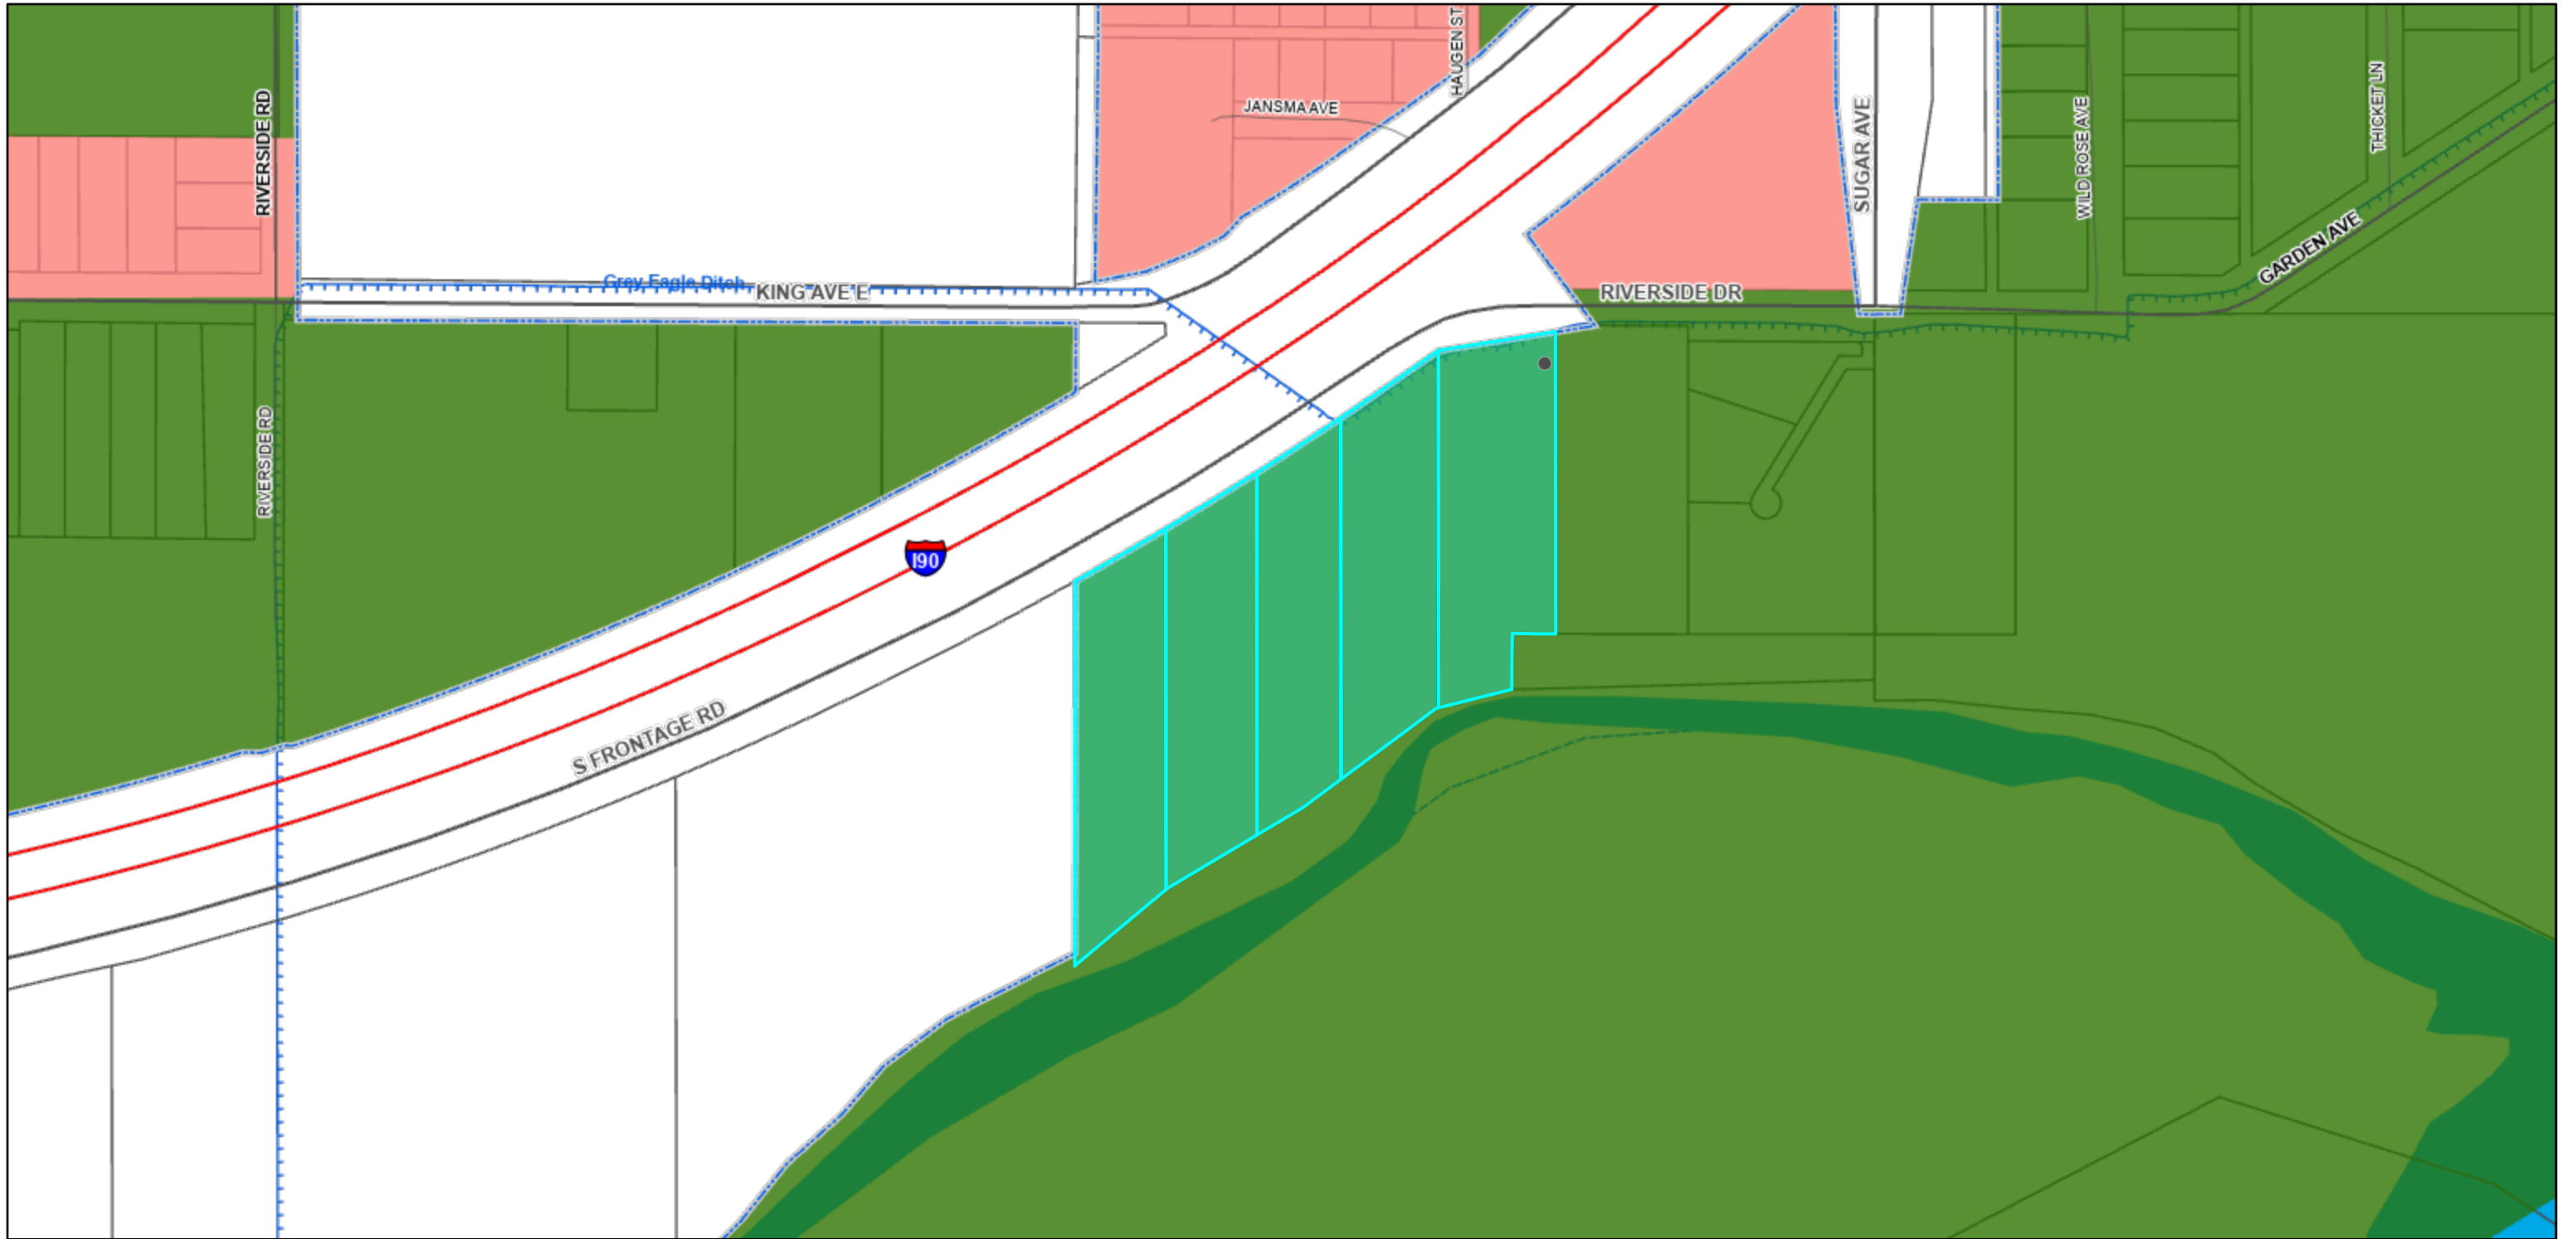 HAUGEN ST
RIVERSIDE RD
JANSMA AVE
SUGAR AVE
WILD ROSE AVE
THICKET LN
GARDEN AVE
Grey Eagle Ditch
KING AVE E
RIVERSIDE DR
RIVERSIDE RD
I90
S FRONTAGE RD